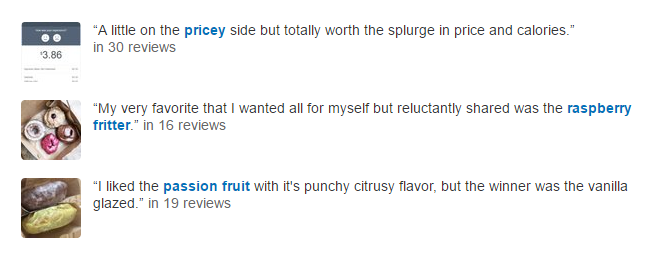 “A little on the pricey side but totally worth the splurge in price and calories.”
in 30 reviews
$3.86
“My very favorite that I wanted all for myself but reluctantly shared was the raspberry
fritter.” in 16 reviews
“I liked the passion fruit with it's punchy citrusy flavor, but the winner was the vanilla
glazed.” in 19 reviews